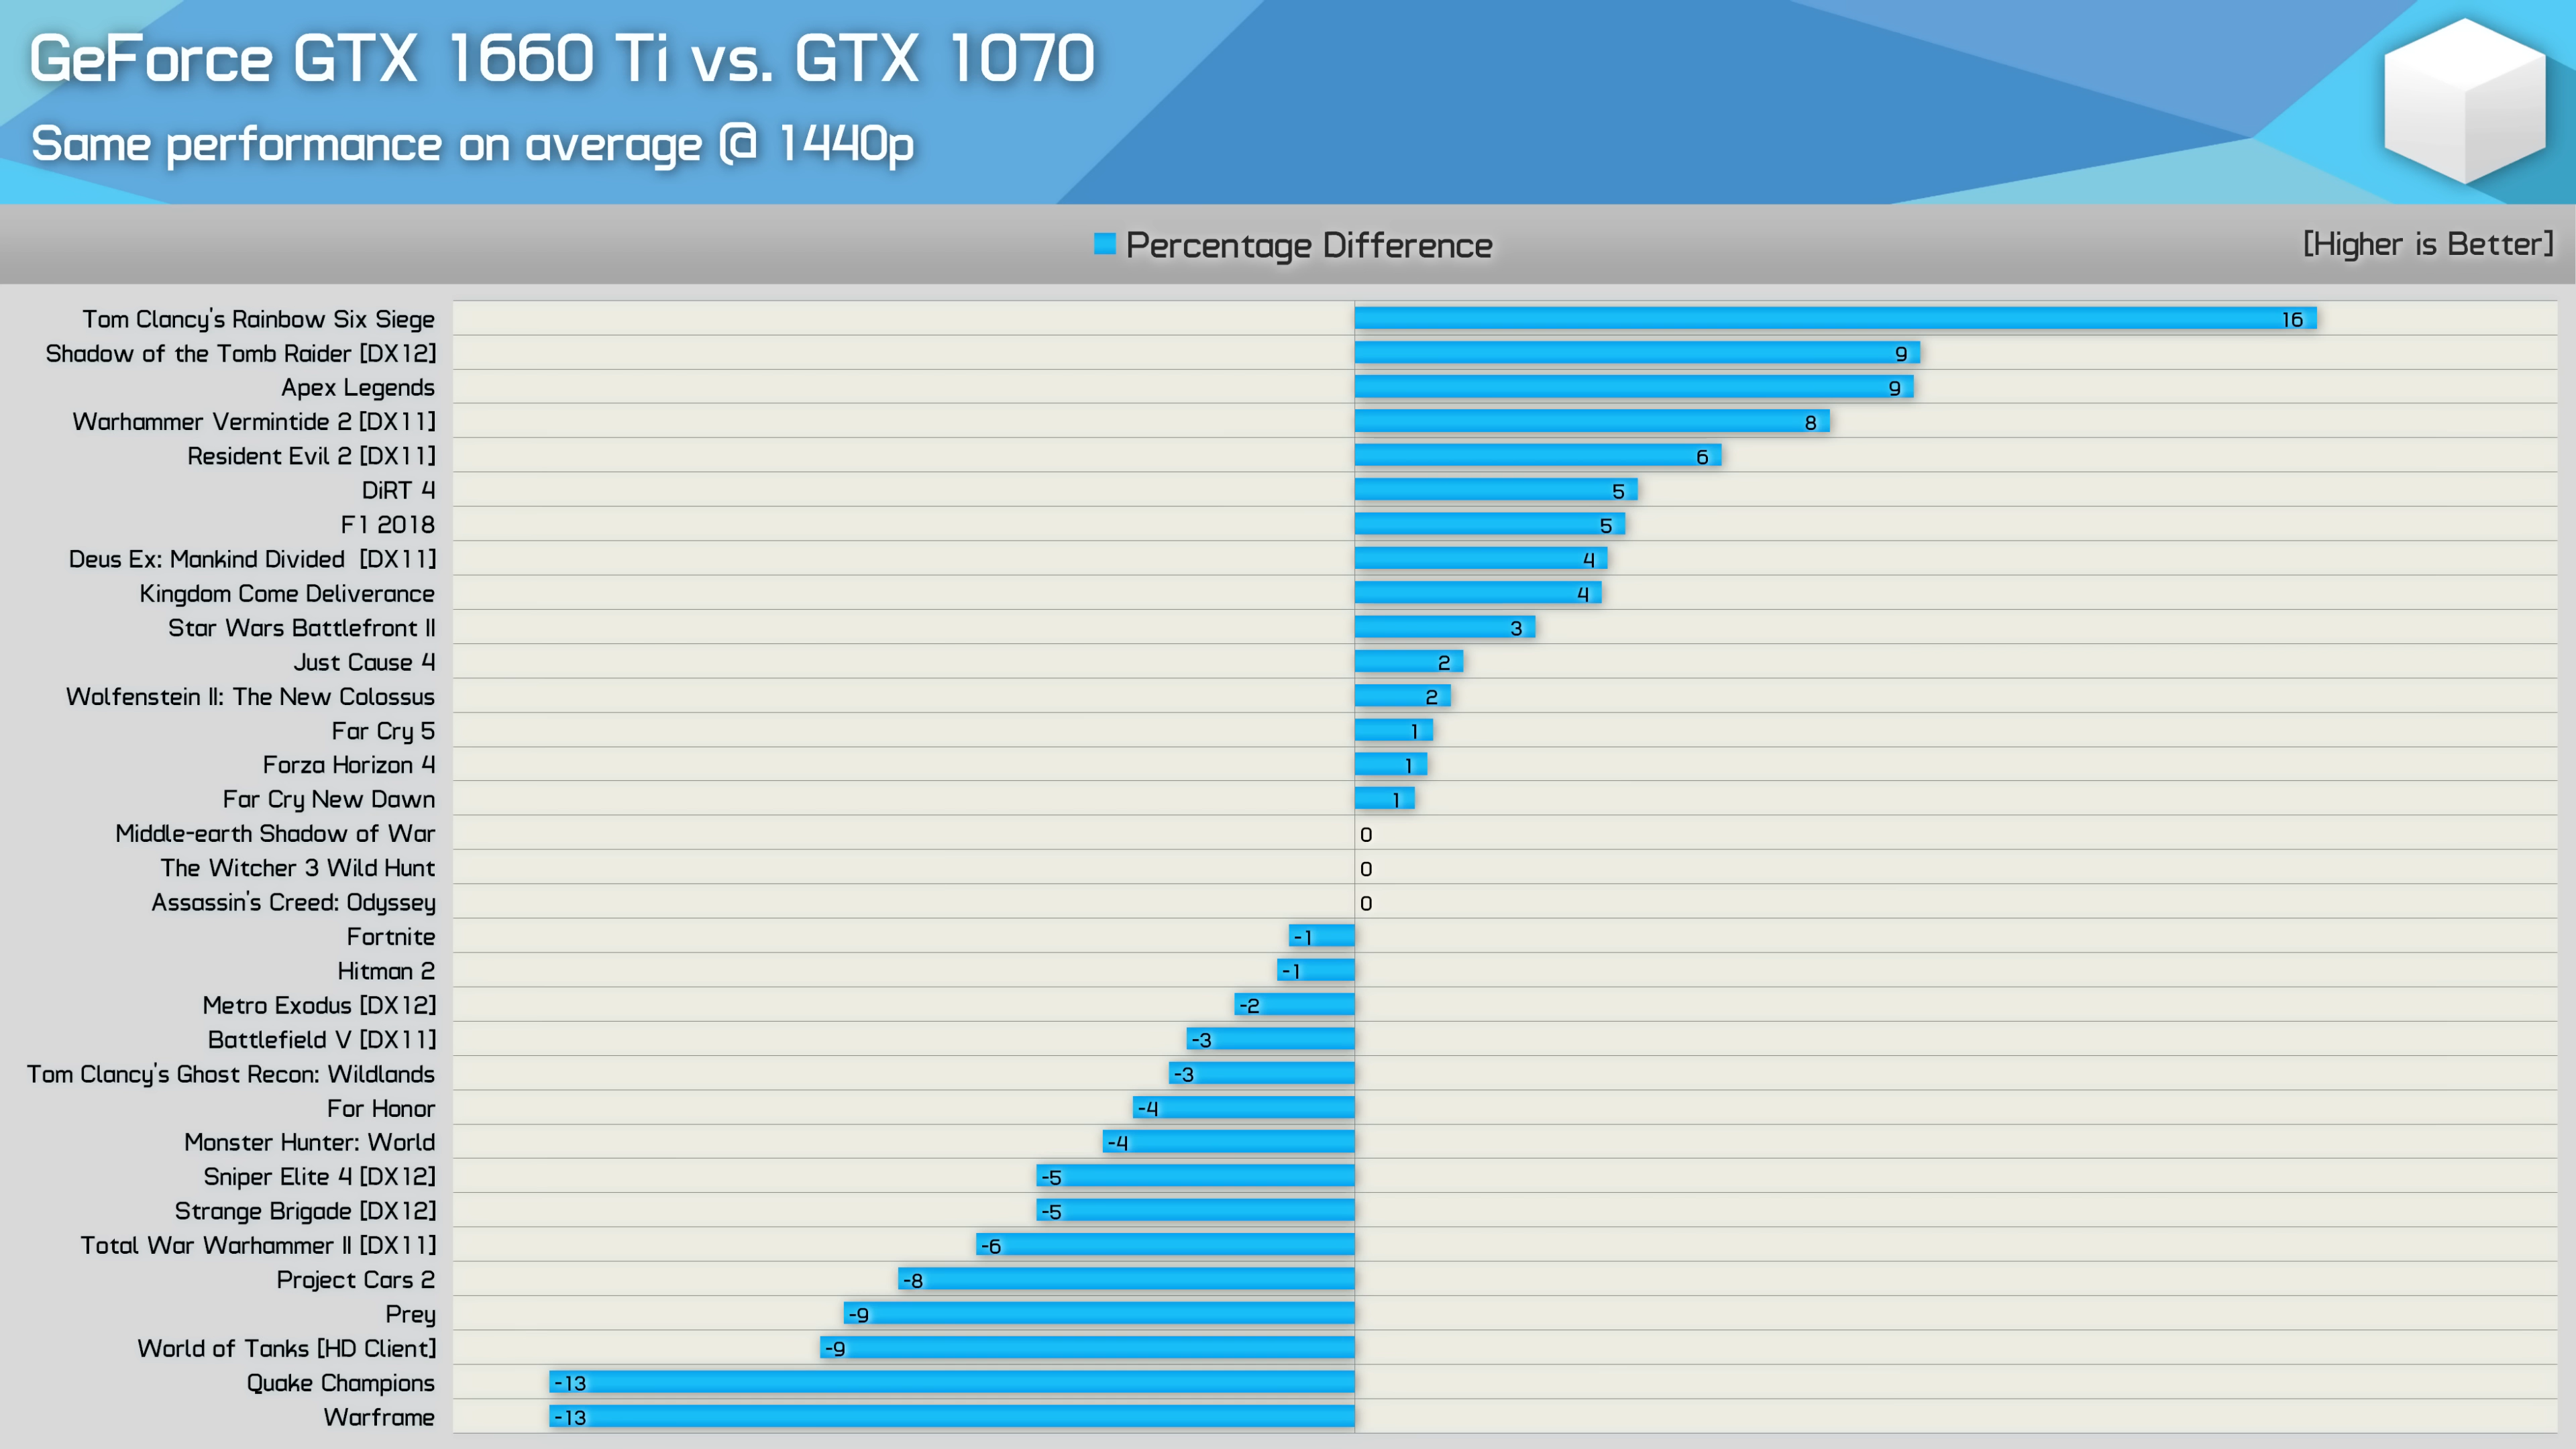 GeForce GTX 1660 Ti vs. GTX 1070
Same performance on average @ 1440p
Percentage Difference
[Higher is Better]
Tom Clancy's Rainbow Six Siege 16
Shadow of the Tomb Raider [DX12] 9
Apex Legends 9
Warhammer Vermintide 2 [DX11] 8
Resident Evil 2 [DX11] 6
DiRT 4 5
F1 2018 5
Deus Ex: Mankind Divided [DX11] 4
Kingdom Come Deliverance 4
Star Wars Battlefront II 3
Just Cause 4 2
Wolfenstein II: The New Colossus 2
Far Cry 5 1
Forza Horizon 4 1
Far Cry New Dawn 1
Middle-earth Shadow of War 0
The Witcher 3 Wild Hunt 0
Assassin's Creed: Odyssey 0
Fortnite -1
Hitman 2 -1
Metro Exodus [DX12] -2
Battlefield V [DX11] -3
Tom Clancy's Ghost Recon: Wildlands -3
For Honor -4
Monster Hunter: World -4
Sniper Elite 4 [DX12] -5
Strange Brigade [DX12] -5
Total War Warhammer II [DX11] -6
Project Cars 2 -8
Prey -9
World of Tanks [HD Client] -9
Quake Champions -13
Warframe -13